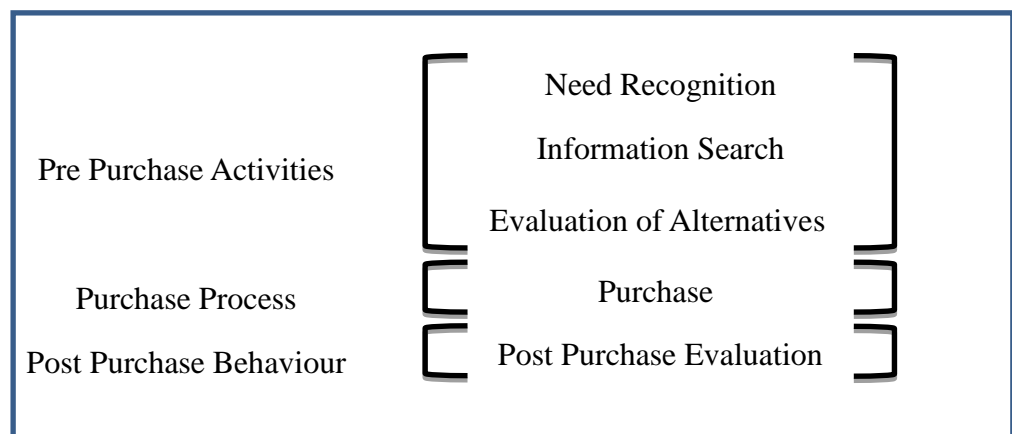 Need Recognition
Information Search
Pre Purchase Activities
Evaluation of Alternatives
Purchase Process
Purchase
Post Purchase Behaviour
Post Purchase Evaluation